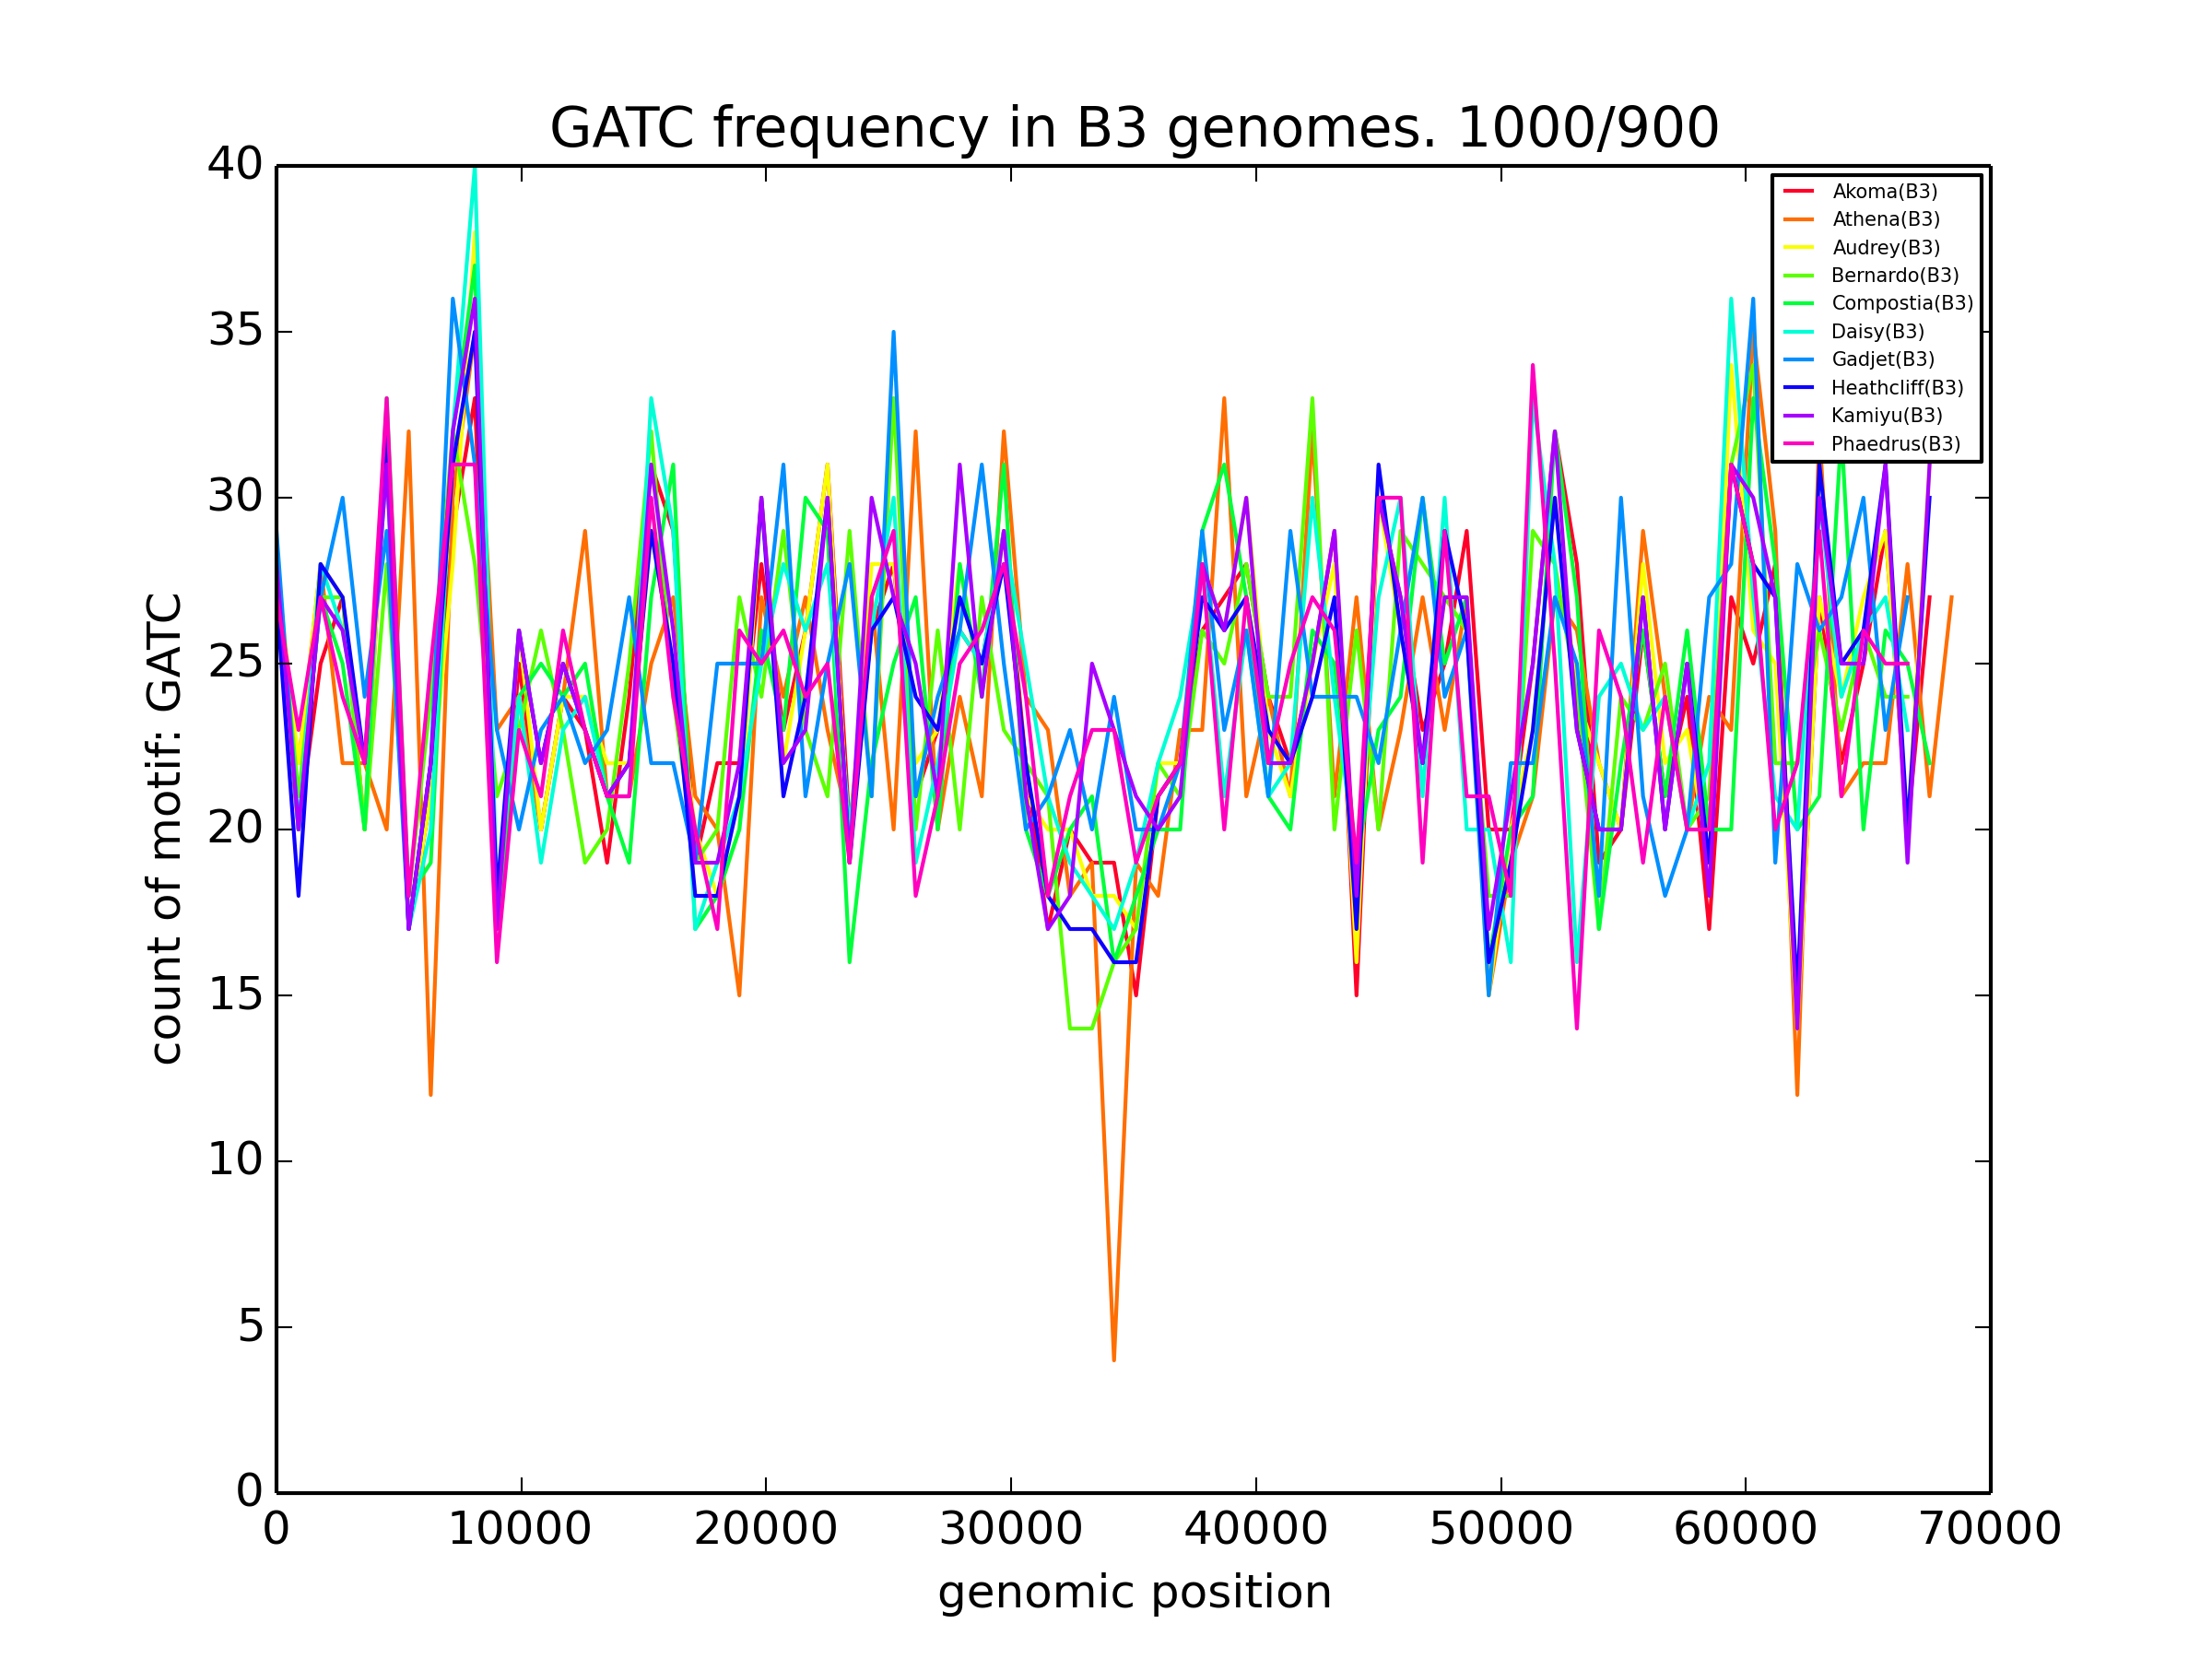 GATC frequency in B3 genomes. 1000/900
count of motif: GATC
40
35
30
25
20
15
10
5
0
0 10000 20000 30000 40000 50000 60000 70000
genomic position
Akoma(B3)
Athena(B3)
Audrey(B3)
Bernardo(B3)
Compostia(B3)
Daisy(B3)
Gadjet(B3)
Heathcliff(B3)
Kamiyu(B3)
Phaedrus(B3)